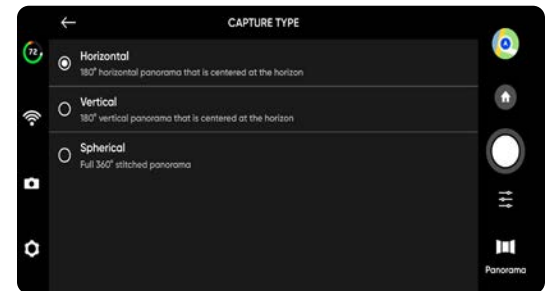 CAPTURE TYPE
72
Horizontal
180° horizontal panorama that is centered at the horizon
Vertical
180° vertical panorama that is centered at the horizon
Spherical
Full 360° stitched panorama
A
Panorama